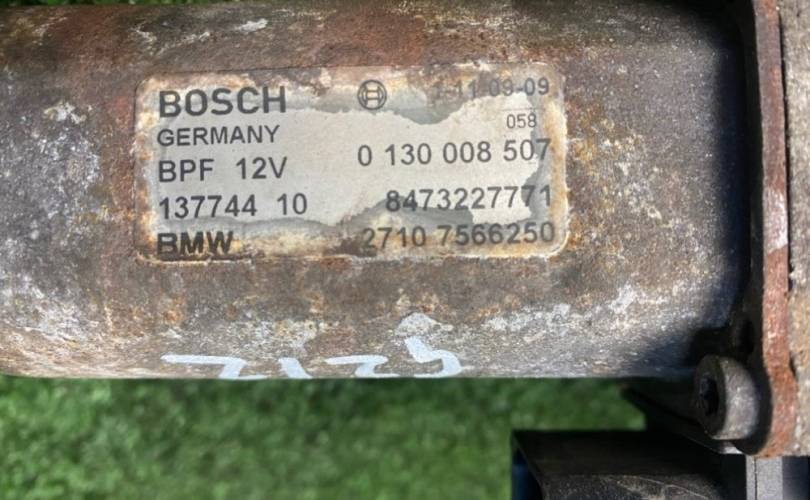 BOSCH 11-09-09
GERMANY 058
BPF 12V 0 130 008 507
137744 10 8473227771
BMW 2710 7566250